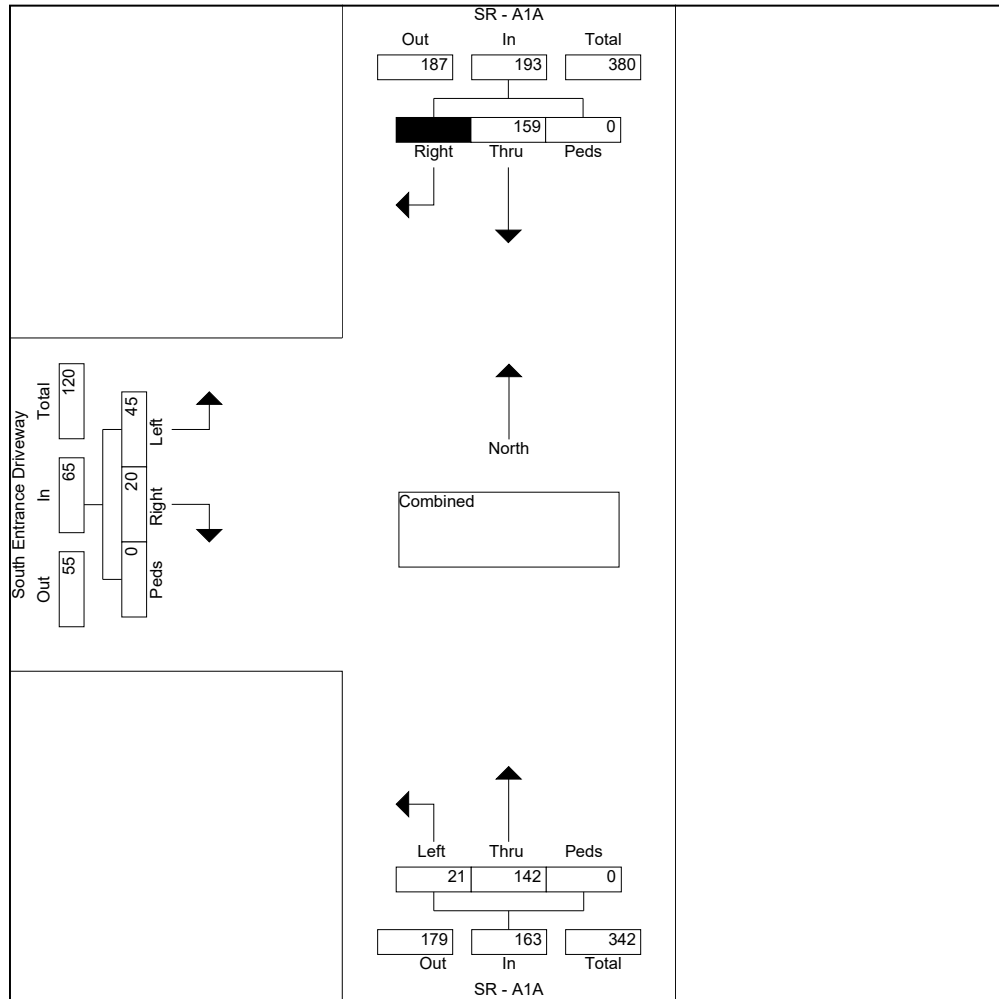 SR - A1A
Out In Total
187 193 380
159 0
Right Thru Peds
South Entrance Driveway
Total In Out
120 65 55
45 20 0
Left Right Peds
North
Combined
Left Thru Peds
21 142 0
179 163 342
Out In Total
SR - A1A